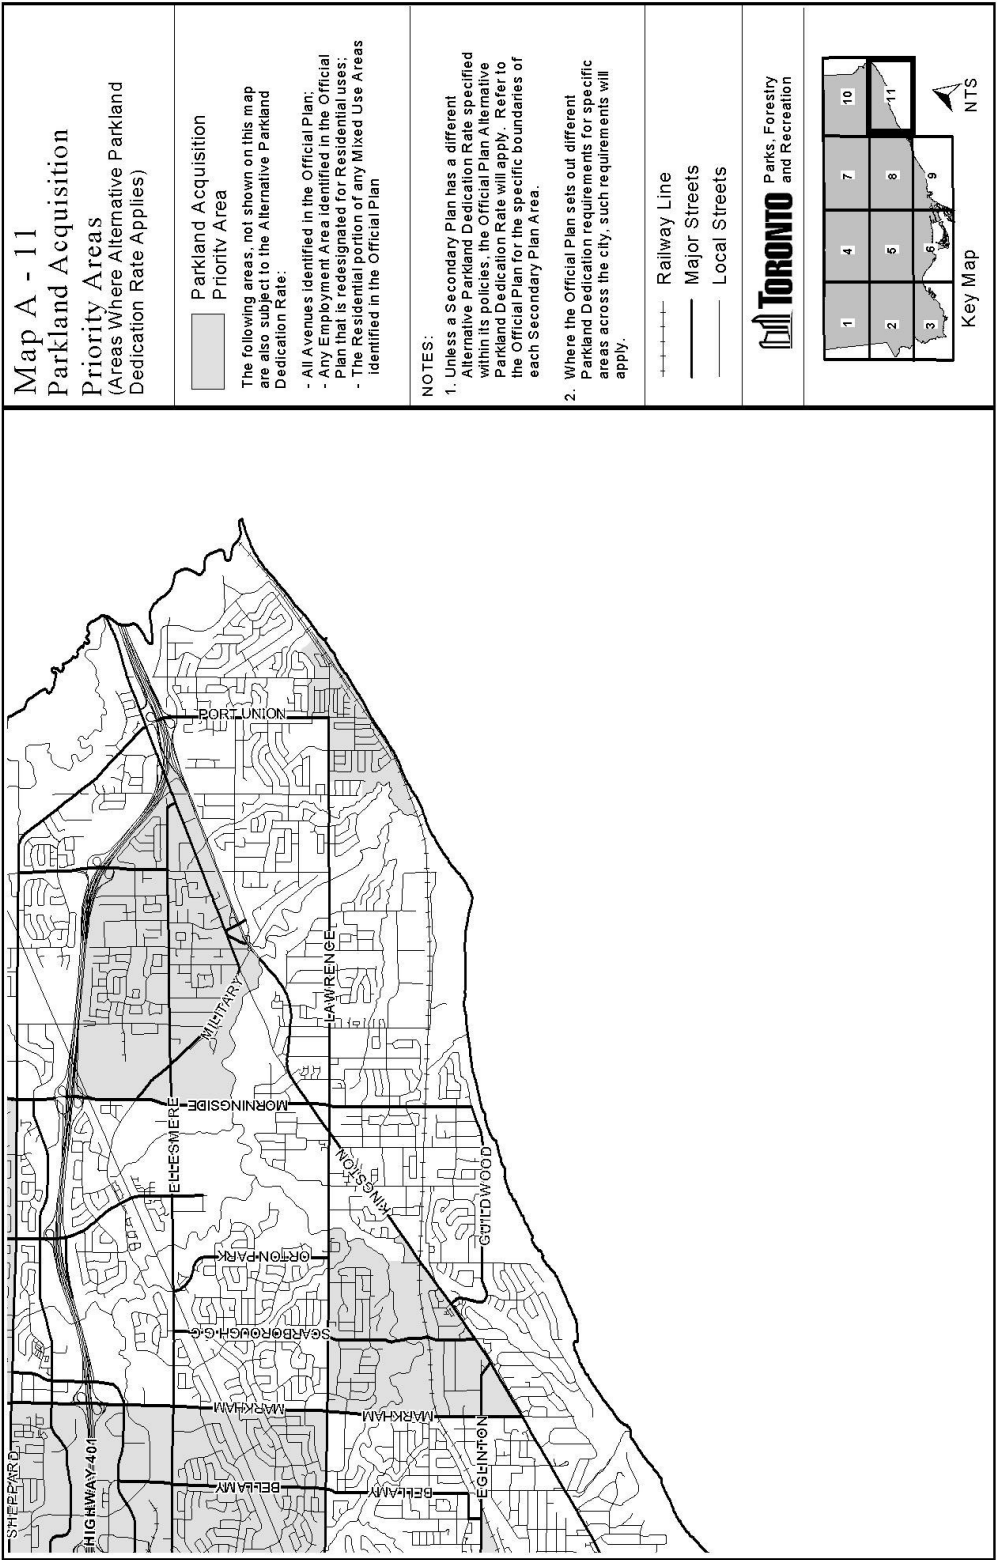 Map A - 11
Parkland Acquisition
Priority Areas
(Areas Where Alternative Parkland
Dedication Rate Applies)
Parkland Acquisition
Priority Area
The following areas, not shown on this map
are also subject to the Alternative Parkland
Dedication Rate:
- All Avenues identified in the Official Plan;
- Any Employment Area identified in the Official
Plan that is redesignated for Residential uses;
- The Residential portion of any Mixed Use Areas
identified in the Official Plan
NOTES:
1. Unless a Secondary Plan has a different
Alternative Parkland Dedication Rate specified
within its policies, the Official Plan Alternative
Parkland Dedication Rate will apply. Refer to
the Official Plan for the specific boundaries of
each Secondary Plan Area.
2. Where the Official Plan sets out different
Parkland Dedication requirements for specific
areas across the city, such requirements will
apply.
Railway Line
Major Streets
Local Streets
TORONTO
Parks, Forestry
and Recreation
1
2
3
4
5
6
7
8
9
10
11
Key Map
NTS
SHEPPARD
HIGHWAY 401
ELLESMERE
MILITARY
PORT UNION
LAWRENCE
MORNINGSIDE
KINGSTON
GUILDWOOD
ORTON PARK
SCARBOROUGH G.C
MARKHAM
MARKHAM
BELLAMY
BELLAMY
EGLINTON